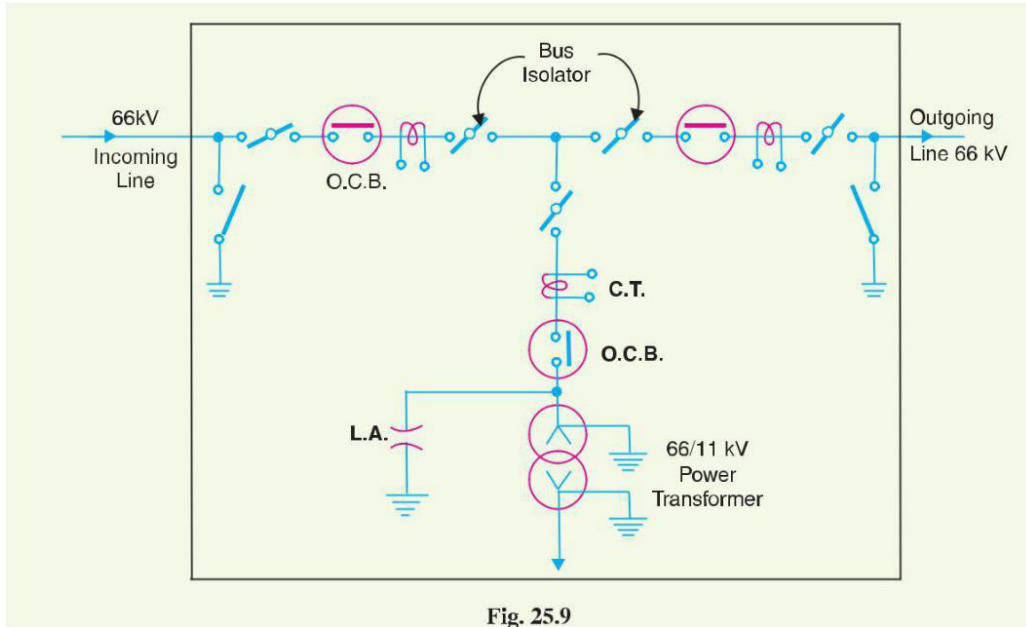 Bus
Isolator
66kV
Incoming
Line
O.C.B.
Outgoing
Line 66 kV
C.T.
O.C.B.
L.A.
66/11 kV
Power
Transformer
Fig. 25.9